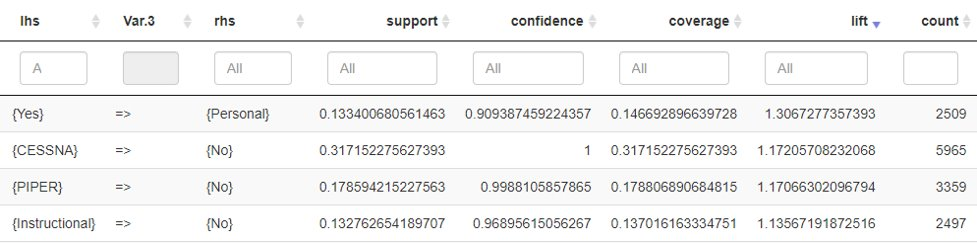 lhs Var.3 rhs support confidence coverage lift count
A All All All All All
{Yes} => {Personal} 0.133400680561463 0.909387459224357 0.146692896639728 1.3067277357393 2509
{CESSNA} => {No} 0.317152275627393 1 0.317152275627393 1.17205708232068 5965
{PIPER} => {No} 0.178594215227563 0.9988105857865 0.178806890684815 1.17066302096794 3359
{Instructional} => {No} 0.132762654189707 0.96895615056267 0.137016163334751 1.13567191872516 2497